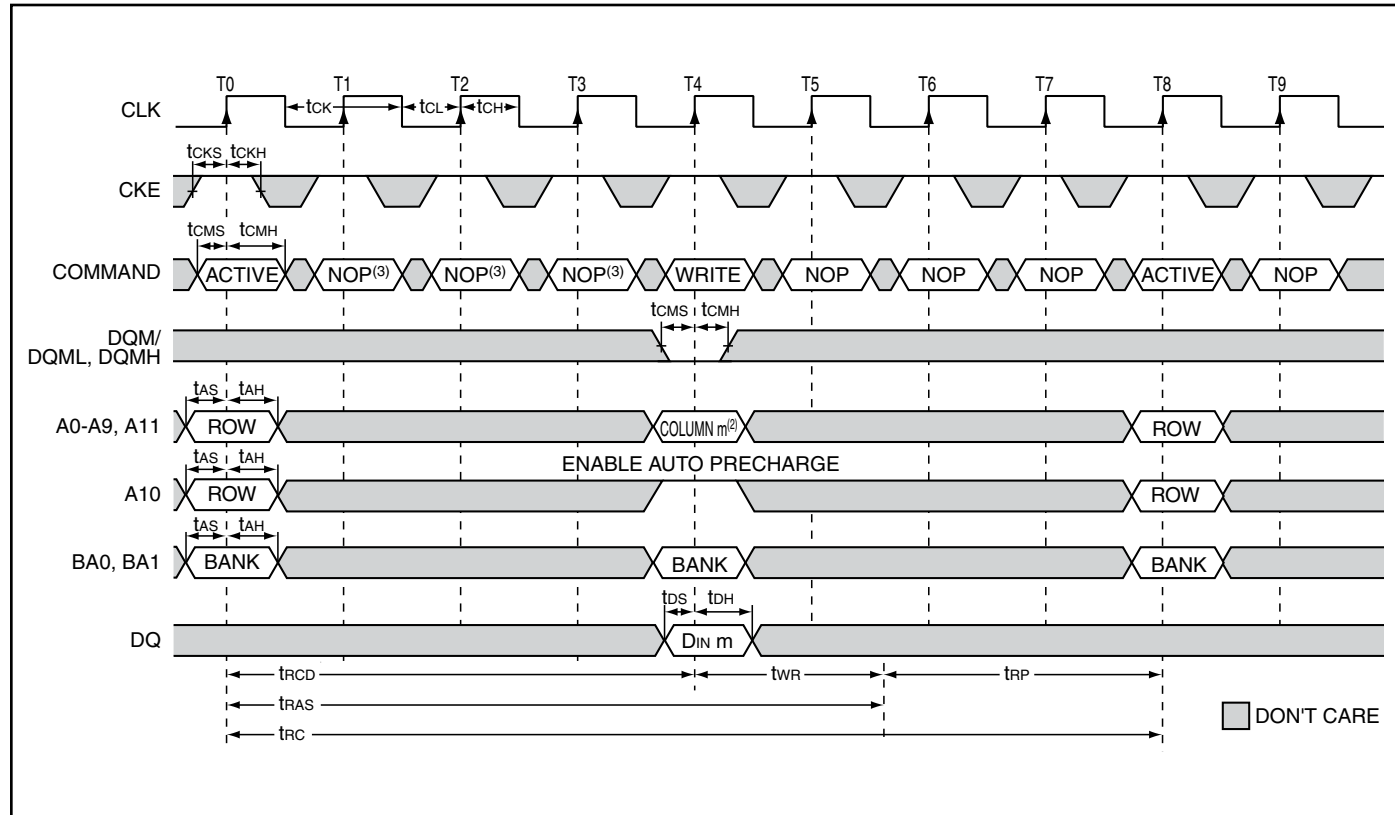 T0 T1 T2 T3 T4 T5 T6 T7 T8 T9
CLK tCK tCL tCH
tCKS tCKH
CKE
tCMS tCMH
COMMAND ACTIVE NOP(3) NOP(3) NOP(3) WRITE NOP NOP NOP ACTIVE NOP
tCMS tCMH
DQM/
DQML, DQMH
tAS tAH
A0-A9, A11 ROW COLUMN m(2) ROW
tAS tAH ENABLE AUTO PRECHARGE
A10 ROW ROW
tAS tAH
BA0, BA1 BANK BANK BANK
tDS tDH
DQ DIN m
tRCD tWR tRP
tRAS
tRC
DON'T CARE